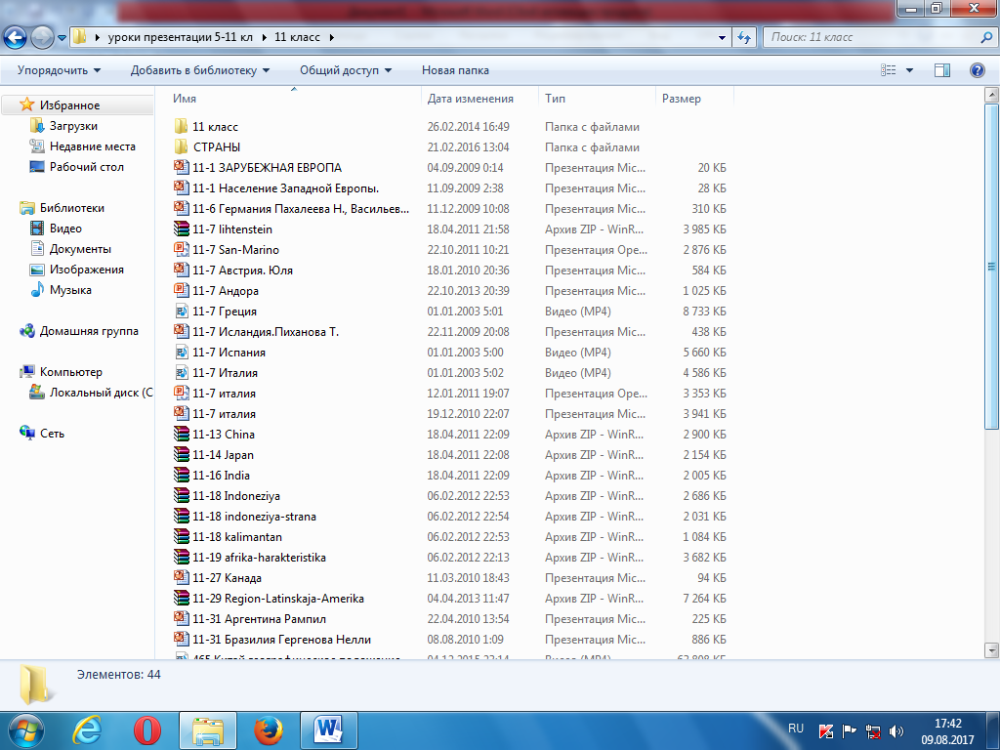 уроки презентации 5-11 кл 11 класс
Поиск: 11 класс
Упорядочить Добавить в библиотеку Общий доступ Новая папка
Имя Дата изменения Тип Размер
Избранное
Загрузки
Недавние места
Рабочий стол
Библиотеки
Видео
Документы
Изображения
Музыка
Домашняя группа
Компьютер
Локальный диск (C
Сеть
11 класс 26.02.2014 16:49 Папка с файлами
СТРАНЫ 21.02.2016 13:04 Папка с файлами
11-1 ЗАРУБЕЖНАЯ ЕВРОПА 04.09.2009 0:14 Презентация Mic... 20 КБ
11-1 Население Западной Европы. 11.09.2009 2:38 Презентация Mic... 28 КБ
11-6 Германия Пахалеева Н., Васильев... 11.12.2009 10:08 Презентация Mic... 310 КБ
11-7 lihtenstein 18.04.2011 21:58 Архив ZIP - WinR... 3 985 КБ
11-7 San-Marino 22.10.2011 10:21 Презентация Ope... 2 876 КБ
11-7 Австрия. Юля 18.01.2010 20:36 Презентация Mic... 584 КБ
11-7 Андора 22.10.2013 20:39 Презентация Mic... 1 025 КБ
11-7 Греция 01.01.2003 5:01 Видео (MP4) 8 733 КБ
11-7 Исландия.Пиханова Т. 22.11.2009 20:08 Презентация Mic... 438 КБ
11-7 Испания 01.01.2003 5:00 Видео (MP4) 5 660 КБ
11-7 Италия 01.01.2003 5:02 Видео (MP4) 4 586 КБ
11-7 италия 12.01.2011 19:07 Презентация Ope... 3 353 КБ
11-7 италия 19.12.2010 22:07 Презентация Mic... 3 941 КБ
11-13 China 18.04.2011 22:09 Архив ZIP - WinR... 2 900 КБ
11-14 Japan 18.04.2011 22:08 Архив ZIP - WinR... 2 154 КБ
11-16 India 18.04.2011 22:09 Архив ZIP - WinR... 2 005 КБ
11-18 Indoneziya 06.02.2012 22:53 Архив ZIP - WinR... 2 686 КБ
11-18 indoneziya-strana 06.02.2012 22:54 Архив ZIP - WinR... 2 031 КБ
11-18 kalimantan 06.02.2012 22:53 Архив ZIP - WinR... 1 084 КБ
11-19 afrika-harakteristika 06.02.2012 22:13 Архив ZIP - WinR... 3 682 КБ
11-27 Канада 11.03.2010 18:43 Презентация Mic... 94 КБ
11-29 Region-Latinskaja-Amerika 04.04.2013 11:47 Архив ZIP - WinR... 7 264 КБ
11-31 Аргентина Рампил 22.04.2010 13:54 Презентация Mic... 225 КБ
11-31 Бразилия Гергенова Нелли 08.08.2010 1:09 Презентация Mic... 886 КБ
Элементов: 44
RU
17:42
09.08.2017